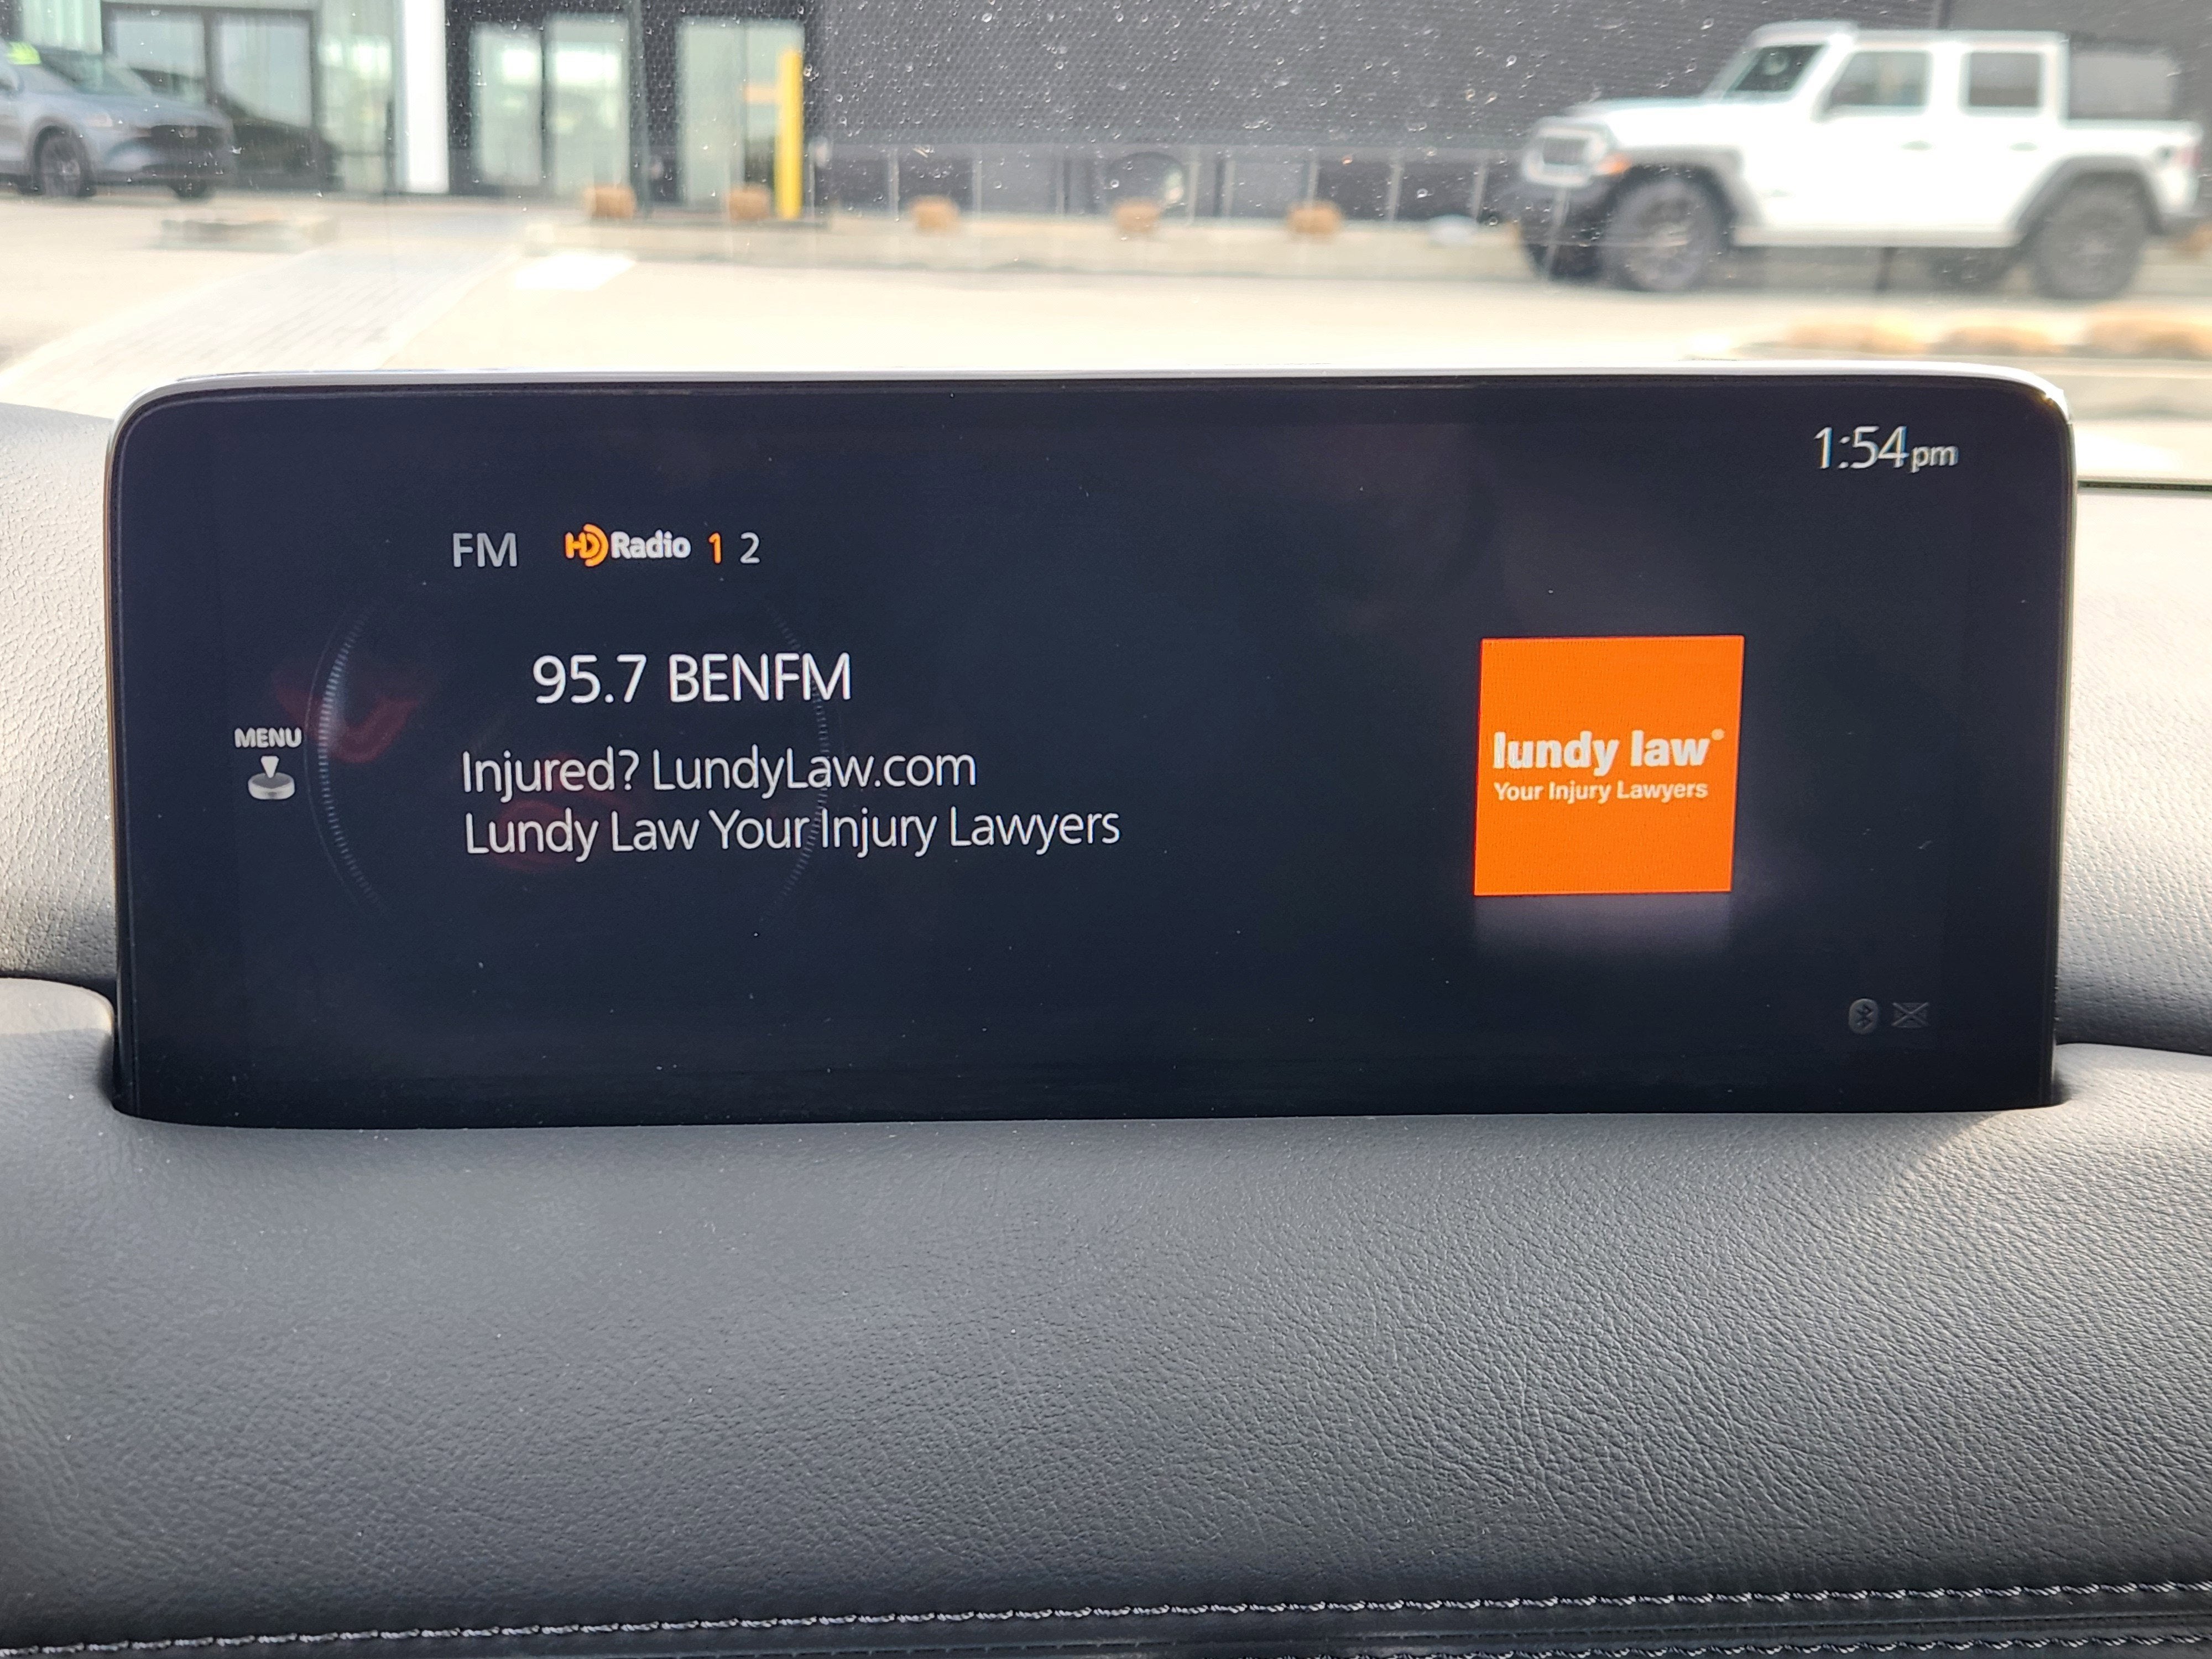 1:54pm
FM HD Radio 1 2
95.7 BENFM
MENU
Injured? LundyLaw.com
Lundy Law Your Injury Lawyers
lundy law®
Your Injury Lawyers